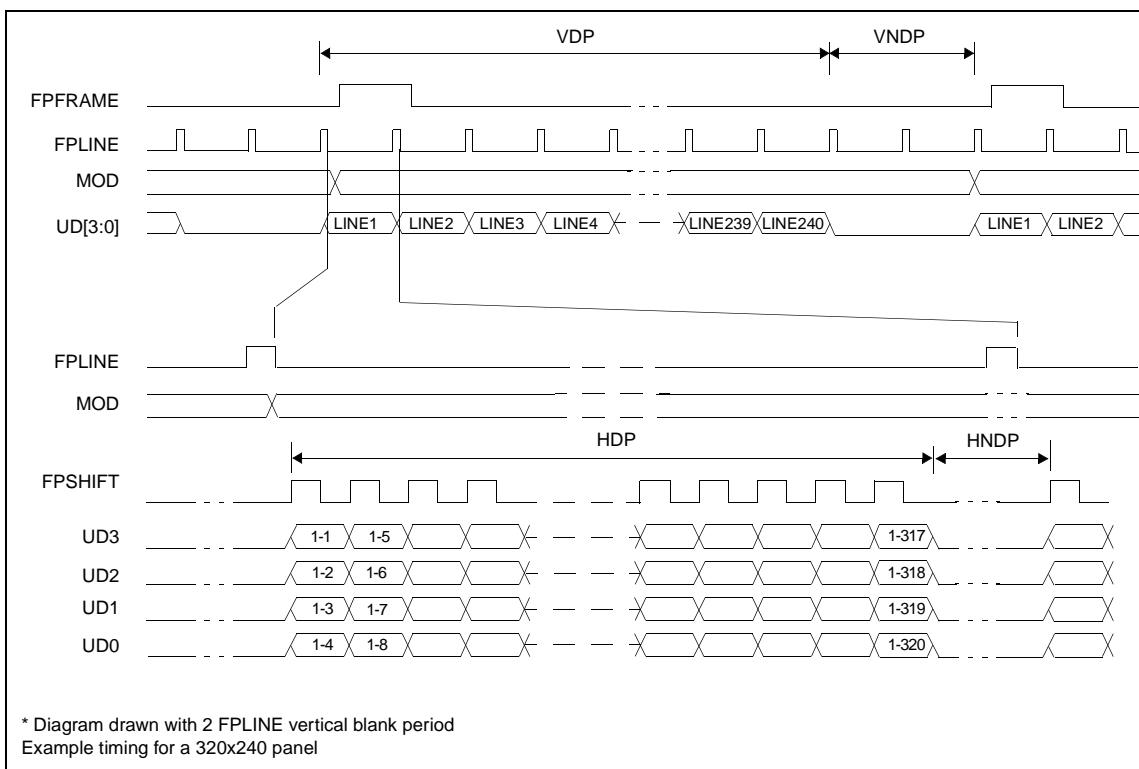 VDP VNDP
FPFRAME
FPLINE
MOD
UD[3:0] LINE1 LINE2 LINE3 LINE4 LINE239 LINE240 LINE1 LINE2
FPLINE
MOD
HDP HNDP
FPSHIFT
UD3 1-1 1-5 1-317
UD2 1-2 1-6 1-318
UD1 1-3 1-7 1-319
UD0 1-4 1-8 1-320
* Diagram drawn with 2 FPLINE vertical blank period
Example timing for a 320x240 panel